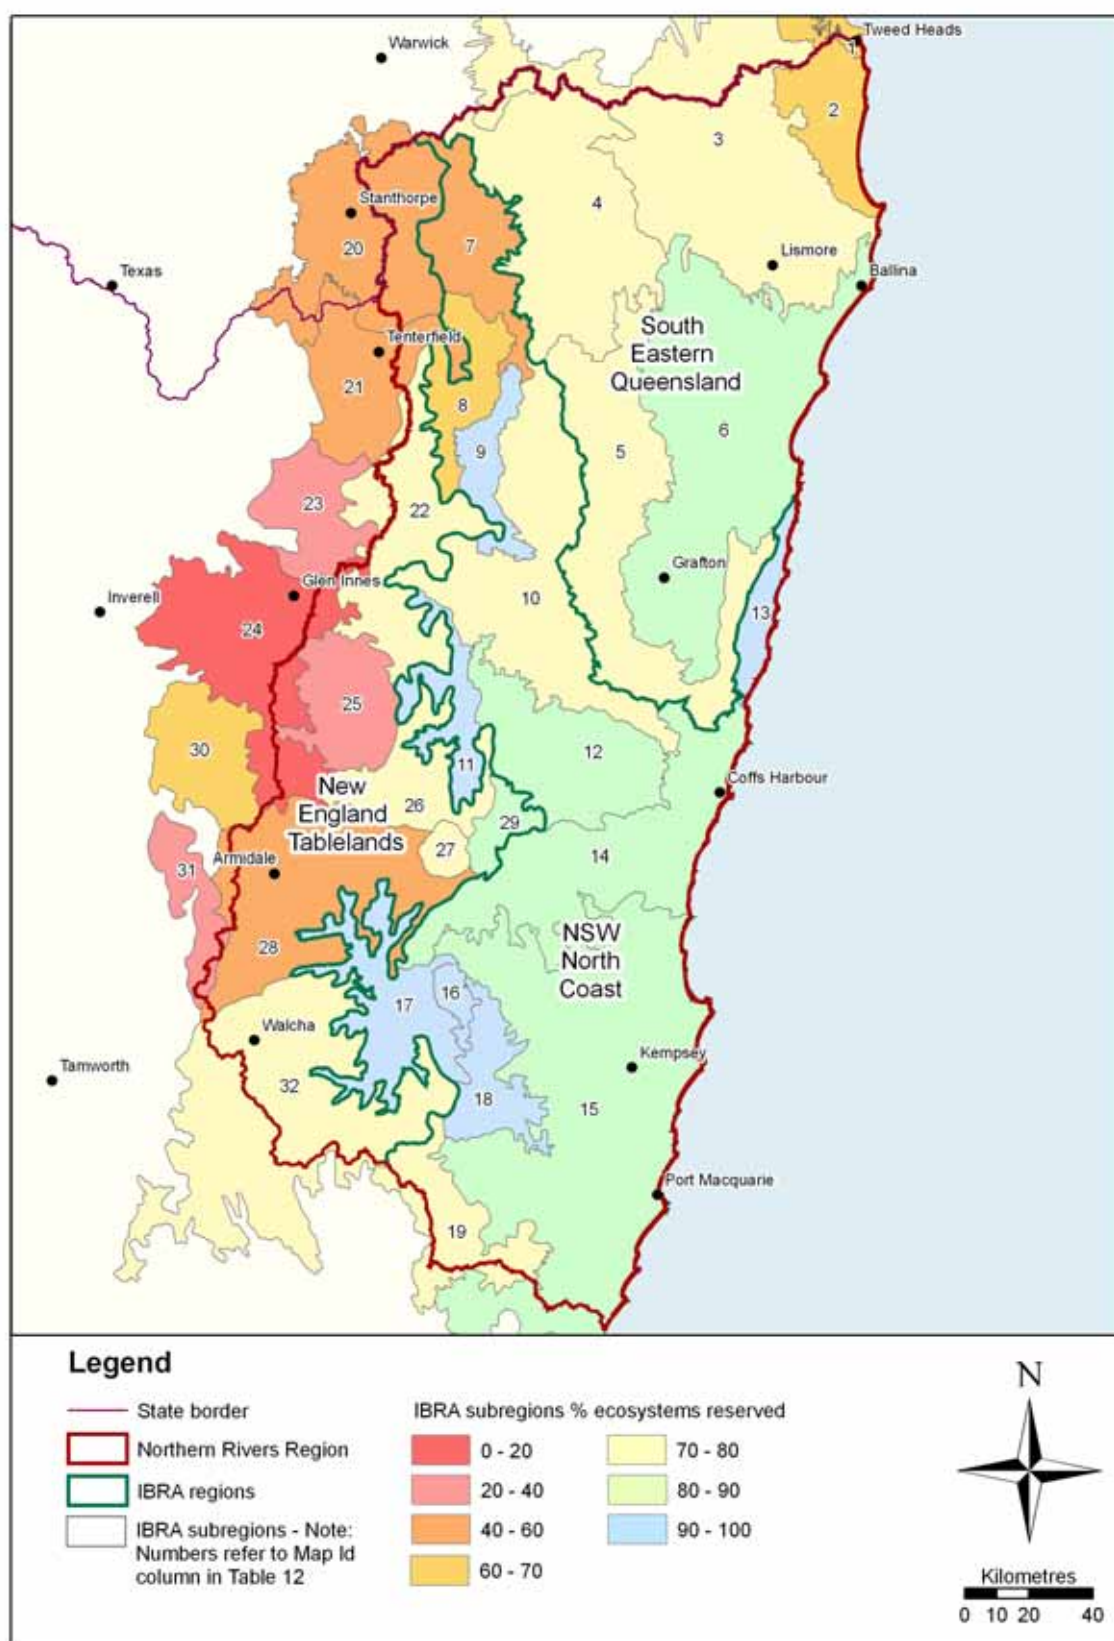 Warwick
Tweed Heads
1
2
3
Stanthorpe
4
20
7
Lismore
Texas
Ballina
South
Eastern
Queensland
Tenterfield
21
8
6
9
5
23
22
Grafton
Glen Innes
Inverell
10
13
24
25
30
12
11
Coffs Harbour
New
England
Tablelands
26
29
27
14
Armidale
31
NSW
North
Coast
28
16
17
Walcha
Kempsey
Tamworth
32
18
15
Port Macquarie
19
Legend
State border
Northern Rivers Region
IBRA regions
IBRA subregions - Note:
Numbers refer to Map Id
column in Table 12
IBRA subregions % ecosystems reserved
0 - 20
20 - 40
40 - 60
60 - 70
70 - 80
80 - 90
90 - 100
N
Kilometres
0 10 20 40